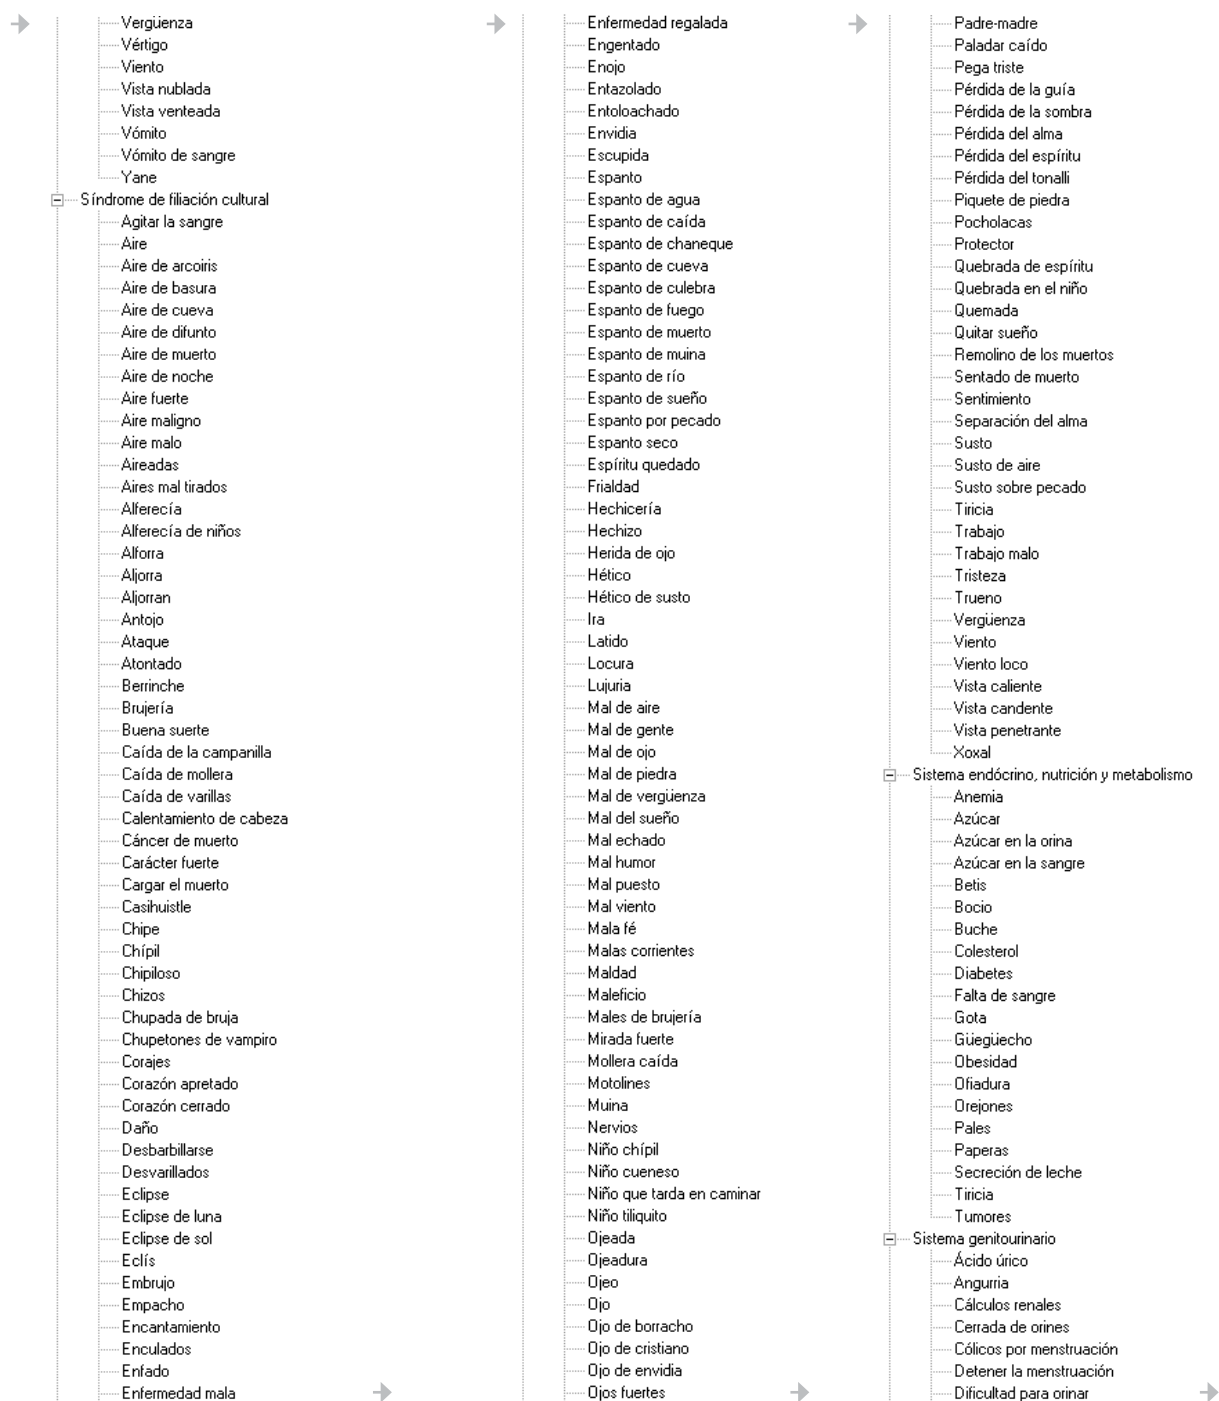 Vergüenza
Vértigo
Viento
Vista nublada
Vista venteada
Vómito
Vómito de sangre
Yane
Síndrome de filiación cultural
Agitar la sangre
Aire
Aire de arcoiris
Aire de basura
Aire de cueva
Aire de difunto
Aire de muerto
Aire de noche
Aire fuerte
Aire maligno
Aire malo
Aireadas
Aires mal tirados
Alferecía
Alferecía de niños
Alforra
Aljorra
Aljorran
Antojo
Ataque
Atontado
Berrinche
Brujería
Buena suerte
Caída de la campanilla
Caída de mollera
Caída de varillas
Calentamiento de cabeza
Cáncer de muerto
Carácter fuerte
Cargar el muerto
Casihuistle
Chipe
Chípil
Chipiloso
Chizos
Chupada de bruja
Chupetones de vampiro
Corajes
Corazón apretado
Corazón cerrado
Daño
Desbarbillarse
Desvarillados
Eclipse
Eclipse de luna
Eclipse de sol
Eclís
Embrujo
Empacho
Encantamiento
Enculados
Enfado
Enfermedad mala
Enfermedad regalada
Engentado
Enojo
Entazolado
Entoloachado
Envidia
Escupida
Espanto
Espanto de agua
Espanto de caída
Espanto de chaneque
Espanto de cueva
Espanto de culebra
Espanto de fuego
Espanto de muerto
Espanto de muina
Espanto de río
Espanto de sueño
Espanto por pecado
Espanto seco
Espíritu quedado
Frialdad
Hechicería
Hechizo
Herida de ojo
Hético
Hético de susto
Ira
Latido
Locura
Lujuria
Mal de aire
Mal de gente
Mal de ojo
Mal de piedra
Mal de vergüenza
Mal del sueño
Mal echado
Mal humor
Mal puesto
Mal viento
Mala fé
Malas corrientes
Maldad
Maleficio
Males de brujería
Mirada fuerte
Mollera caída
Motolines
Muina
Nervios
Niño chípil
Niño cueneso
Niño que tarda en caminar
Niño tiliquito
Ojeada
Ojeadura
Ojeo
Ojo
Ojo de borracho
Ojo de cristiano
Ojo de envidia
Ojos fuertes
Padre-madre
Paladar caído
Pega triste
Pérdida de la guía
Pérdida de la sombra
Pérdida del alma
Pérdida del espíritu
Pérdida del tonalli
Piquete de piedra
Pocholacas
Protector
Quebrada de espíritu
Quebrada en el niño
Quemada
Quitar sueño
Remolino de los muertos
Sentado de muerto
Sentimiento
Separación del alma
Susto
Susto de aire
Susto sobre pecado
Tiricia
Trabajo
Trabajo malo
Tristeza
Trueno
Vergüenza
Viento
Viento loco
Vista caliente
Vista candente
Vista penetrante
Xoxal
Sistema endócrino, nutrición y metabolismo
Anemia
Azúcar
Azúcar en la orina
Azúcar en la sangre
Betis
Bocio
Buche
Colesterol
Diabetes
Falta de sangre
Gota
Güegüecho
Obesidad
Ofiadura
Orejones
Pales
Paperas
Secreción de leche
Tiricia
Tumores
Sistema genitourinario
Ácido úrico
Angurria
Cálculos renales
Cerrada de orines
Cólicos por menstruación
Detener la menstruación
Dificultad para orinar